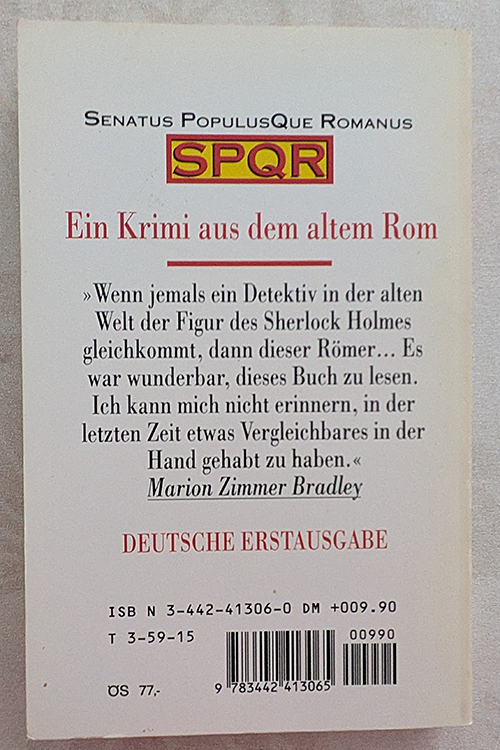 SENATUS POPULUSQUE ROMANUS
SPQR
Ein Krimi aus dem altem Rom
»Wenn jemals ein Detektiv in der alten
Welt der Figur des Sherlock Holmes
gleichkommt, dann dieser Römer... Es
war wunderbar, dieses Buch zu lesen.
Ich kann mich nicht erinnern, in der
letzten Zeit etwas Vergleichbares in der
Hand gehabt zu haben.«
Marion Zimmer Bradley
DEUTSCHE ERSTAUSGABE
ISB N 3-442-41306-0 DM +009.90
T 3-59-15
00990
ÖS 77,-
9 783442 413065